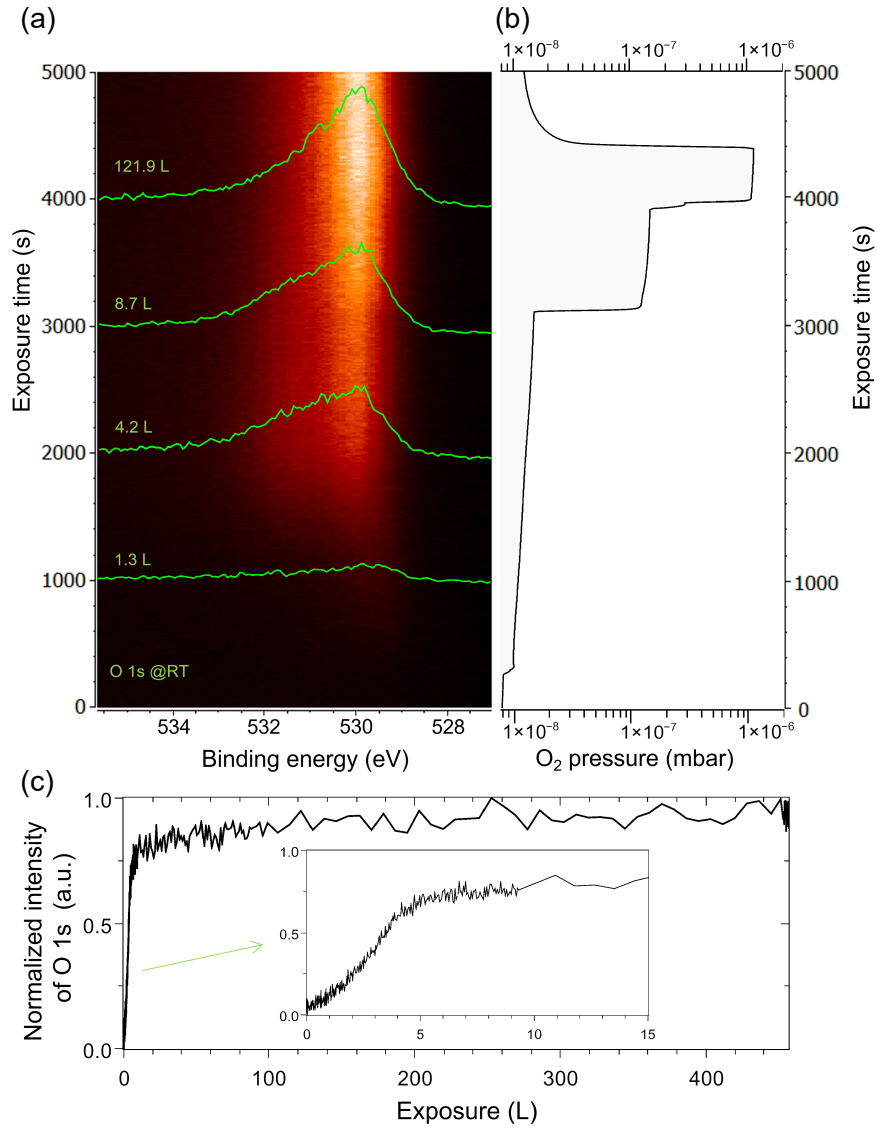 (a)
(b)
1×10⁻⁸ 1×10⁻⁷ 1×10⁻⁶
5000
4000
3000
2000
1000
0
Exposure time (s)
121.9 L
8.7 L
4.2 L
1.3 L
O 1s @RT
534 532 530 528
Binding energy (eV)
5000
4000
3000
2000
1000
0
Exposure time (s)
1×10⁻⁸ 1×10⁻⁷ 1×10⁻⁶
O₂ pressure (mbar)
(c)
Normalized intensity
of O 1s (a.u.)
1.0
0.5
0.0
1.0
0.5
0.0
0 5 10 15
0 100 200 300 400
Exposure (L)